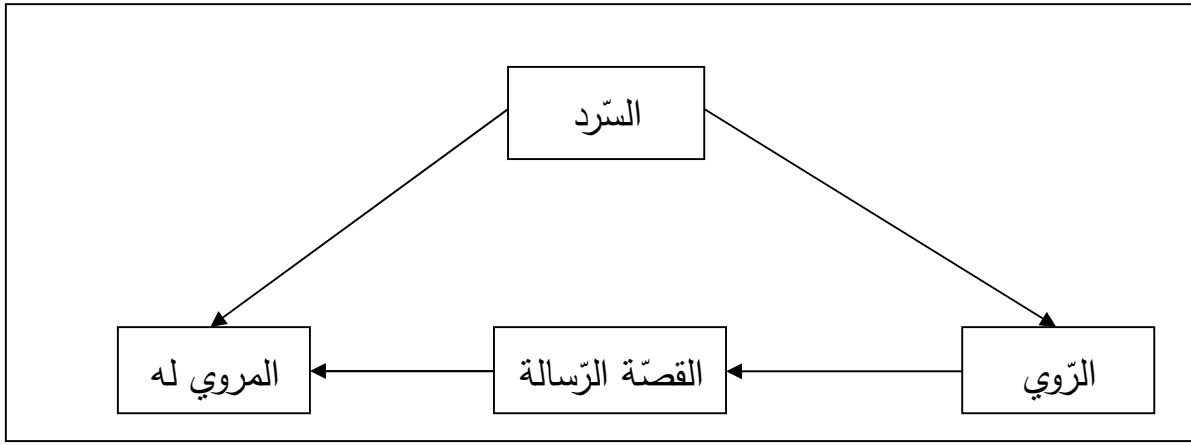 السّرد
الرّوي
القصّة الرّسالة
المروي له